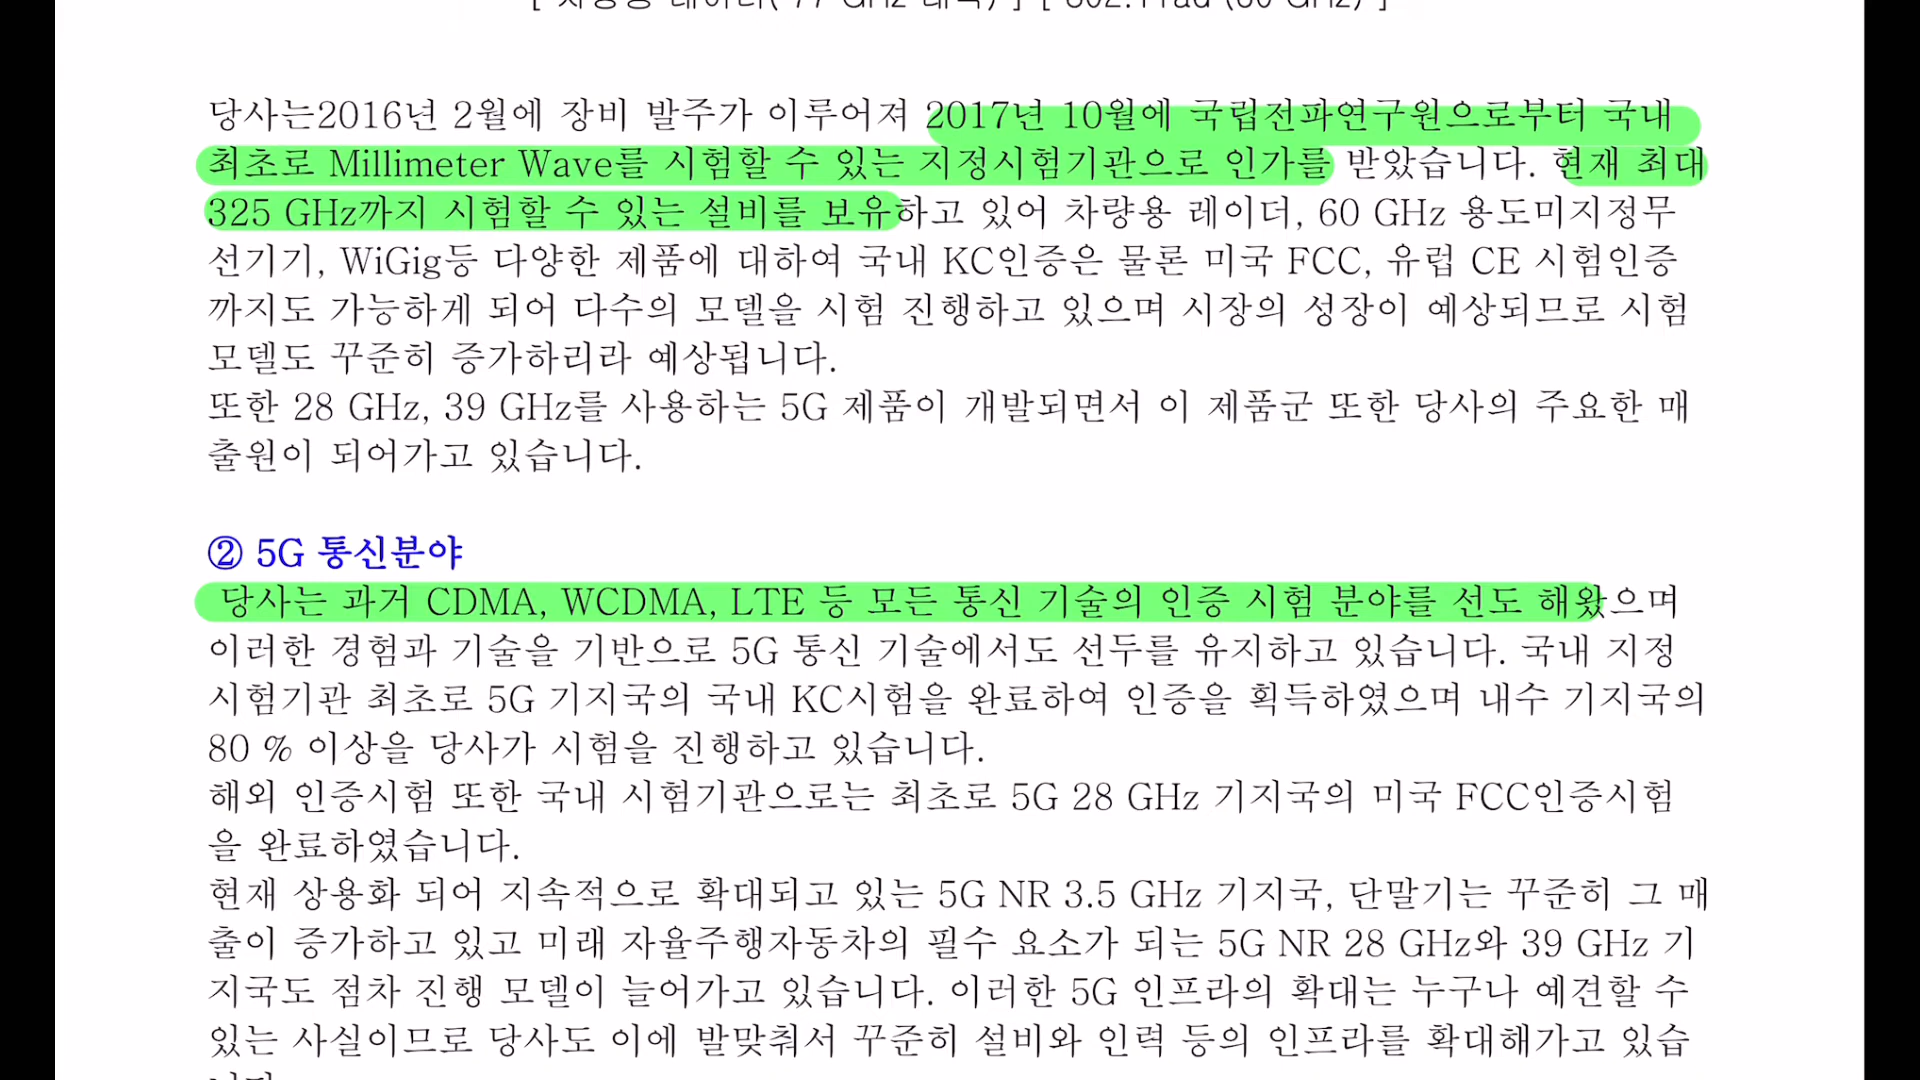 [ 차량용 레이더( 77 GHz 대역) ] [ 802.11ad (60 GHz) ]
당사는2016년 2월에 장비 발주가 이루어져 2017년 10월에 국립전파연구원으로부터 국내
최초로 Millimeter Wave를 시험할 수 있는 지정시험기관으로 인가를 받았습니다. 현재 최대
325 GHz까지 시험할 수 있는 설비를 보유하고 있어 차량용 레이더, 60 GHz 용도미지정무
선기기, WiGig등 다양한 제품에 대하여 국내 KC인증은 물론 미국 FCC, 유럽 CE 시험인증
까지도 가능하게 되어 다수의 모델을 시험 진행하고 있으며 시장의 성장이 예상되므로 시험
모델도 꾸준히 증가하리라 예상됩니다.
또한 28 GHz, 39 GHz를 사용하는 5G 제품이 개발되면서 이 제품군 또한 당사의 주요한 매
출원이 되어가고 있습니다.
② 5G 통신분야
당사는 과거 CDMA, WCDMA, LTE 등 모든 통신 기술의 인증 시험 분야를 선도 해왔으며
이러한 경험과 기술을 기반으로 5G 통신 기술에서도 선두를 유지하고 있습니다. 국내 지정
시험기관 최초로 5G 기지국의 국내 KC시험을 완료하여 인증을 획득하였으며 내수 기지국의
80 % 이상을 당사가 시험을 진행하고 있습니다.
해외 인증시험 또한 국내 시험기관으로는 최초로 5G 28 GHz 기지국의 미국 FCC인증시험
을 완료하였습니다.
현재 상용화 되어 지속적으로 확대되고 있는 5G NR 3.5 GHz 기지국, 단말기는 꾸준히 그 매
출이 증가하고 있고 미래 자율주행자동차의 필수 요소가 되는 5G NR 28 GHz와 39 GHz 기
지국도 점차 진행 모델이 늘어가고 있습니다. 이러한 5G 인프라의 확대는 누구나 예견할 수
있는 사실이므로 당사도 이에 발맞춰서 꾸준히 설비와 인력 등의 인프라를 확대해가고 있습